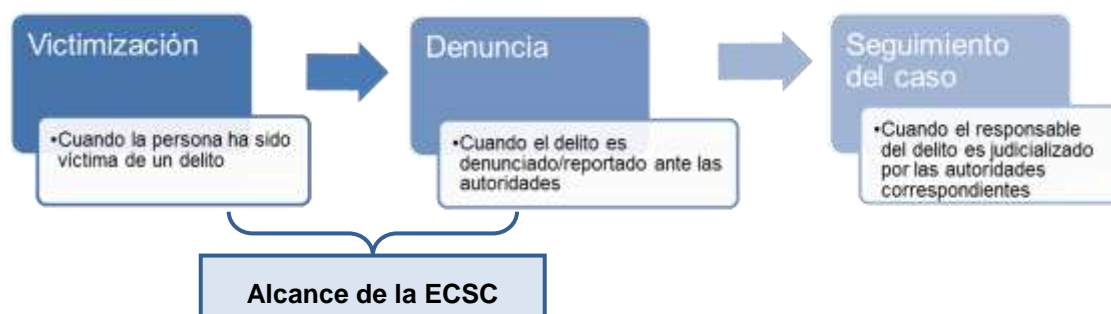 Victimización
•Cuando la persona ha sido
víctima de un delito
Denuncia
•Cuando el delito es
denunciado/reportado ante las
autoridades
Seguimiento
del caso
•Cuando el responsable
del delito es judicializado
por las autoridades
correspondientes
Alcance de la ECSC